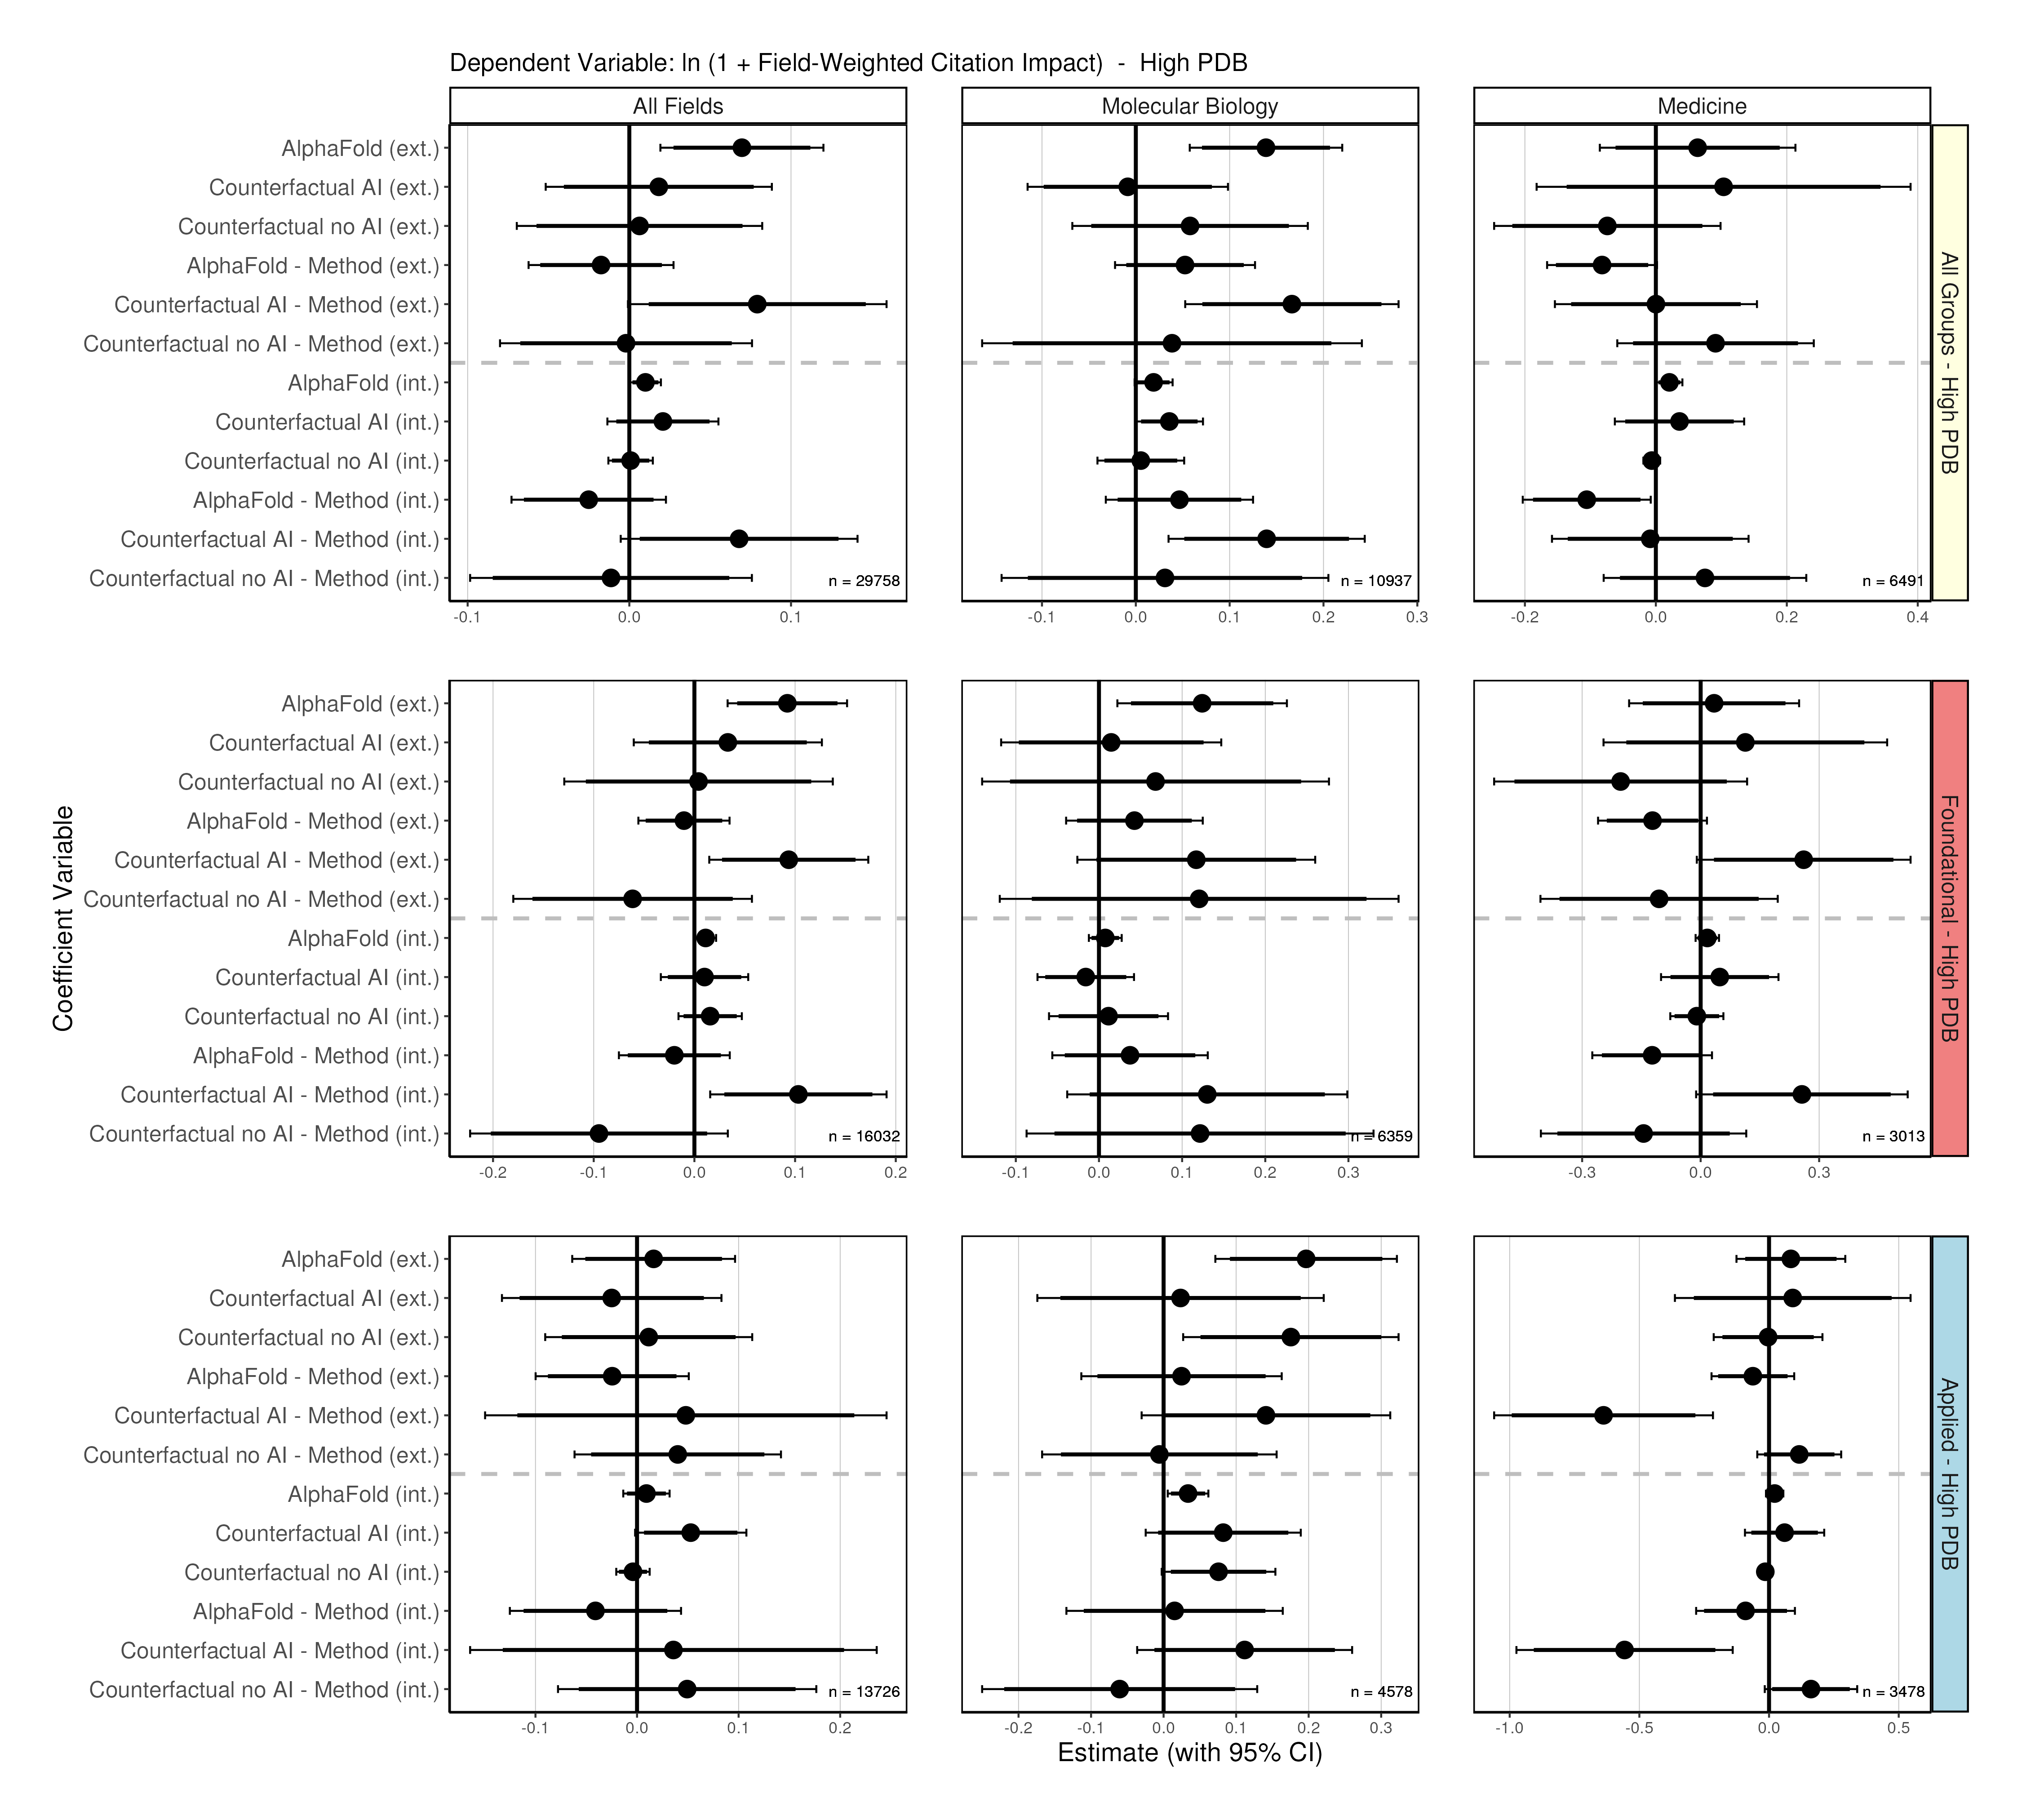 Dependent Variable: ln (1 + Field-Weighted Citation Impact)  -  High PDB
All Fields
Molecular Biology
Medicine
AlphaFold (ext.)
Counterfactual AI (ext.)
Counterfactual no AI (ext.)
AlphaFold - Method (ext.)
Counterfactual AI - Method (ext.)
Counterfactual no AI - Method (ext.)
AlphaFold (int.)
Counterfactual AI (int.)
Counterfactual no AI (int.)
AlphaFold - Method (int.)
Counterfactual AI - Method (int.)
Counterfactual no AI - Method (int.)
n = 29758
n = 10937
n = 6491
All Groups - High PDB
-0.1 0.0 0.1
-0.1 0.0 0.1 0.2 0.3
-0.2 0.0 0.2 0.4
Coefficient Variable
AlphaFold (ext.)
Counterfactual AI (ext.)
Counterfactual no AI (ext.)
AlphaFold - Method (ext.)
Counterfactual AI - Method (ext.)
Counterfactual no AI - Method (ext.)
AlphaFold (int.)
Counterfactual AI (int.)
Counterfactual no AI (int.)
AlphaFold - Method (int.)
Counterfactual AI - Method (int.)
Counterfactual no AI - Method (int.)
n = 16032
n = 6359
n = 3013
Foundational - High PDB
-0.2 -0.1 0.0 0.1 0.2
-0.1 0.0 0.1 0.2 0.3
-0.3 0.0 0.3
AlphaFold (ext.)
Counterfactual AI (ext.)
Counterfactual no AI (ext.)
AlphaFold - Method (ext.)
Counterfactual AI - Method (ext.)
Counterfactual no AI - Method (ext.)
AlphaFold (int.)
Counterfactual AI (int.)
Counterfactual no AI (int.)
AlphaFold - Method (int.)
Counterfactual AI - Method (int.)
Counterfactual no AI - Method (int.)
n = 13726
n = 4578
n = 3478
Applied - High PDB
-0.1 0.0 0.1 0.2
-0.2 -0.1 0.0 0.1 0.2 0.3
-1.0 -0.5 0.0 0.5
Estimate (with 95% CI)